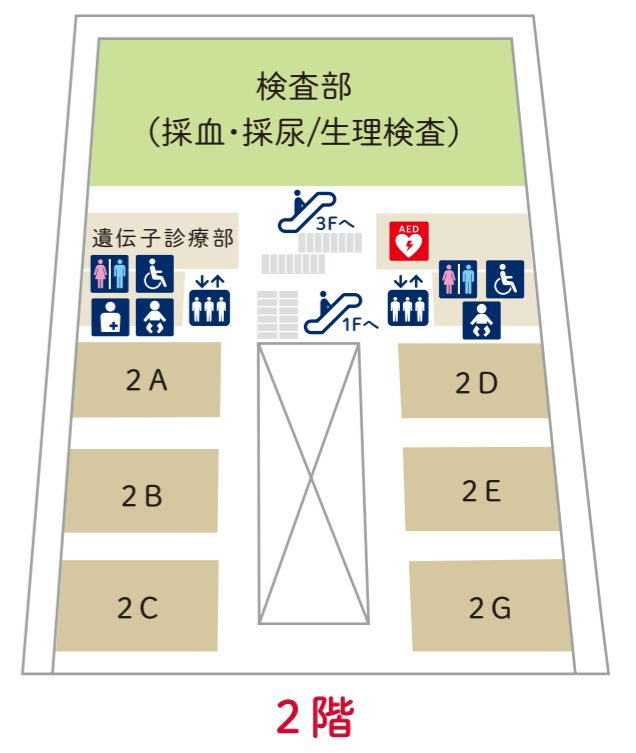 検査部
（採血・採尿/生理検査）
3Fへ
遺伝子診療部
AED
1Fへ
2A
2D
2B
2E
2C
2G
2階